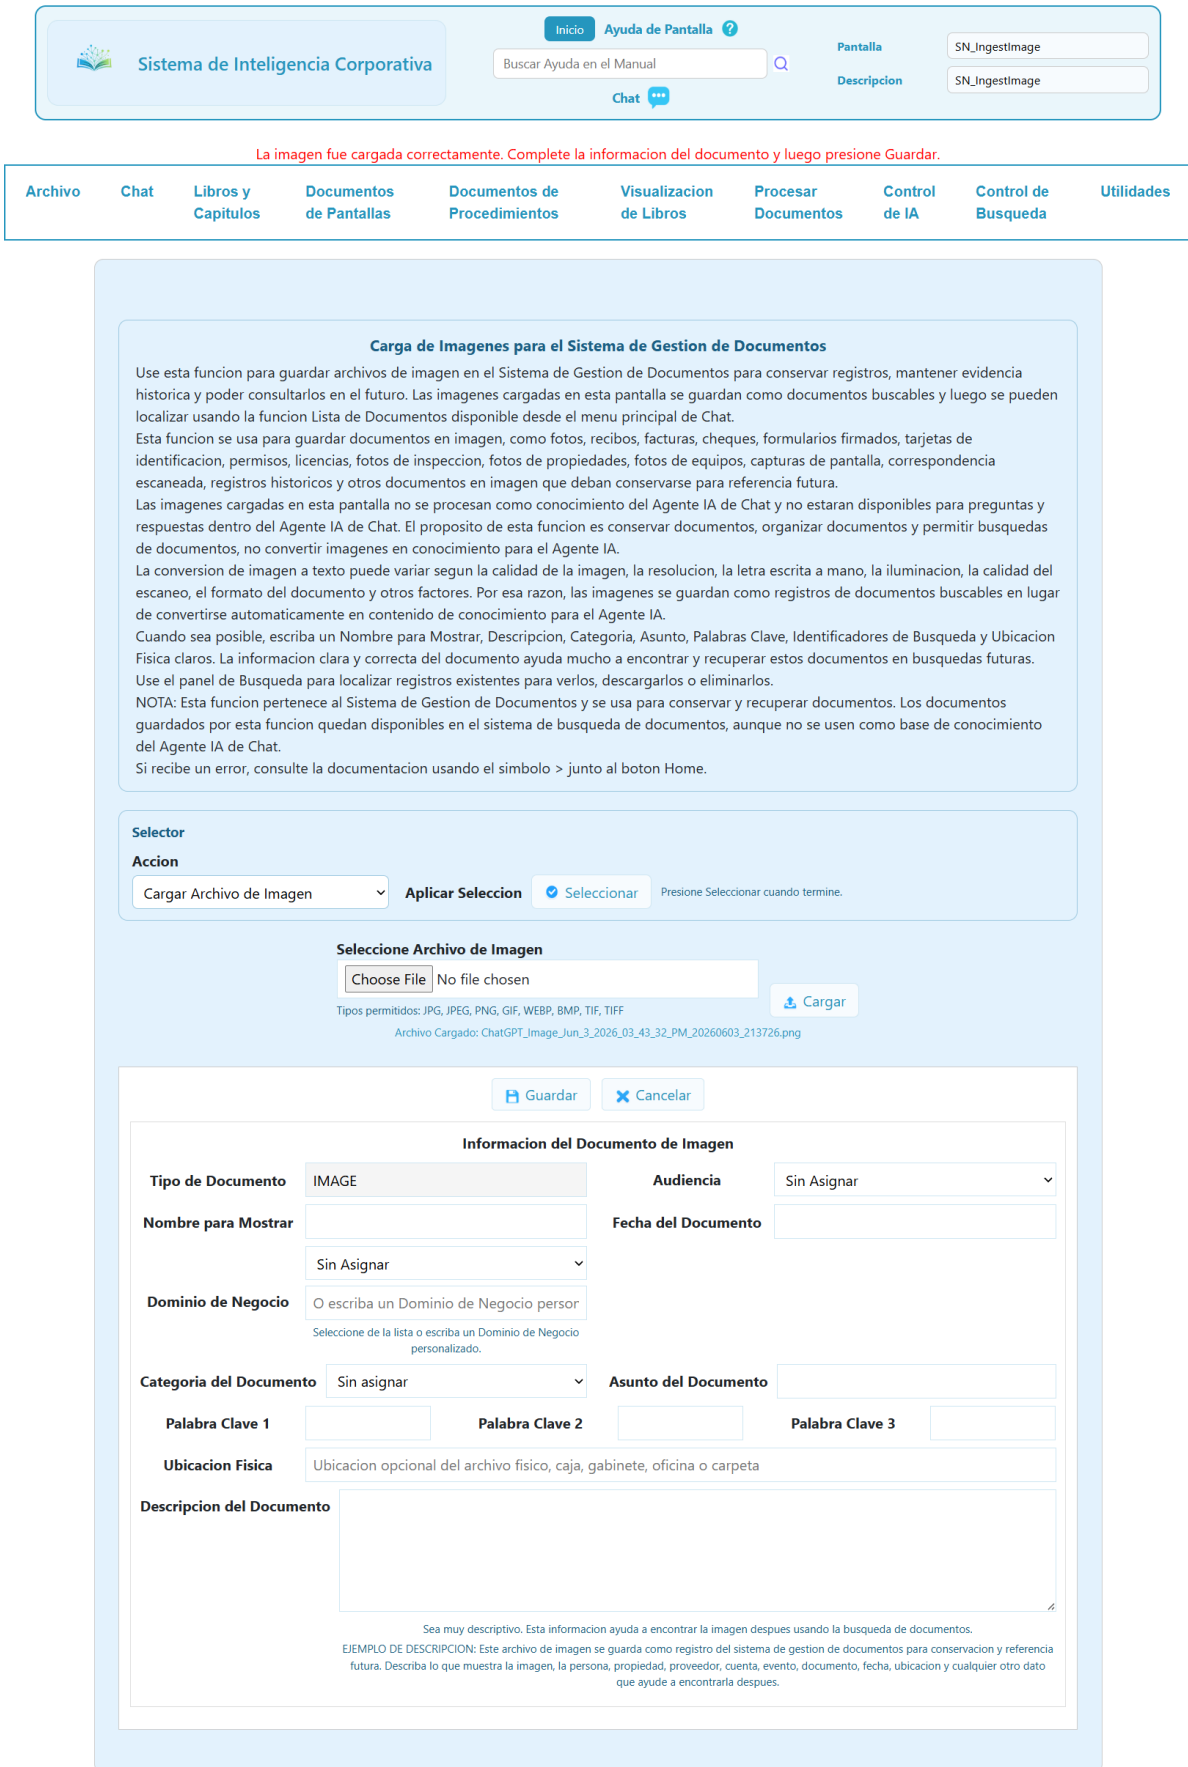 Sistema de Inteligencia Corporativa
Inicio
Ayuda de Pantalla
?
Buscar Ayuda en el Manual
Chat
Pantalla
SN_IngestImage
Descripcion
SN_IngestImage
La imagen fue cargada correctamente. Complete la informacion del documento y luego presione Guardar.
Archivo
Chat
Libros y
Capitulos
Documentos
de Pantallas
Documentos de
Procedimientos
Visualizacion
de Libros
Procesar
Documentos
Control
de IA
Control de
Busqueda
Utilidades
Carga de Imagenes para el Sistema de Gestion de Documentos
Use esta funcion para guardar archivos de imagen en el Sistema de Gestion de Documentos para conservar registros, mantener evidencia
historica y poder consultarlos en el futuro. Las imagenes cargadas en esta pantalla se guardan como documentos buscables y luego se pueden
localizar usando la funcion Lista de Documentos disponible desde el menu principal de Chat.
Esta funcion se usa para guardar documentos en imagen, como fotos, recibos, facturas, cheques, formularios firmados, tarjetas de
identificacion, permisos, licencias, fotos de inspeccion, fotos de propiedades, fotos de equipos, capturas de pantalla, correspondencia
escaneada, registros historicos y otros documentos en imagen que deban conservarse para referencia futura.
Las imagenes cargadas en esta pantalla no se procesan como conocimiento del Agente IA de Chat y no estaran disponibles para preguntas y
respuestas dentro del Agente IA de Chat. El proposito de esta funcion es conservar documentos, organizar documentos y permitir busquedas
de documentos, no convertir imagenes en conocimiento para el Agente IA.
La conversion de imagen a texto puede variar segun la calidad de la imagen, la resolucion, la letra escrita a mano, la iluminacion, la calidad del
escaneo, el formato del documento y otros factores. Por esa razon, las imagenes se guardan como registros de documentos buscables en lugar
de convertirse automaticamente en contenido de conocimiento para el Agente IA.
Cuando sea posible, escriba un Nombre para Mostrar, Descripcion, Categoria, Asunto, Palabras Clave, Identificadores de Busqueda y Ubicacion
Fisica claros. La informacion clara y correcta del documento ayuda mucho a encontrar y recuperar estos documentos en busquedas futuras.
Use el panel de Busqueda para localizar registros existentes para verlos, descargarlos o eliminarlos.
NOTA: Esta funcion pertenece al Sistema de Gestion de Documentos y se usa para conservar y recuperar documentos. Los documentos
guardados por esta funcion quedan disponibles en el sistema de busqueda de documentos, aunque no se usen como base de conocimiento
del Agente IA de Chat.
Si recibe un error, consulte la documentacion usando el simbolo > junto al boton Home.
Selector
Accion
Cargar Archivo de Imagen
Aplicar Seleccion
Seleccionar
Presione Seleccionar cuando termine.
Seleccione Archivo de Imagen
Choose File No file chosen
Cargar
Tipos permitidos: JPG, JPEG, PNG, GIF, WEBP, BMP, TIF, TIFF
Archivo Cargado: ChatGPT_Image_Jun_3_2026_03_43_32_PM_20260603_213726.png
Guardar
Cancelar
Informacion del Documento de Imagen
Tipo de Documento
IMAGE
Audiencia
Sin Asignar
Nombre para Mostrar
Fecha del Documento
Sin Asignar
Dominio de Negocio
O escriba un Dominio de Negocio person
Seleccione de la lista o escriba un Dominio de Negocio
personalizado.
Categoria del Documento
Sin asignar
Asunto del Documento
Palabra Clave 1
Palabra Clave 2
Palabra Clave 3
Ubicacion Fisica
Ubicacion opcional del archivo fisico, caja, gabinete, oficina o carpeta
Descripcion del Documento
Sea muy descriptivo. Esta informacion ayuda a encontrar la imagen despues usando la busqueda de documentos.
EJEMPLO DE DESCRIPCION: Este archivo de imagen se guarda como registro del sistema de gestion de documentos para conservacion y referencia
futura. Describa lo que muestra la imagen, la persona, propiedad, proveedor, cuenta, evento, documento, fecha, ubicacion y cualquier otro dato
que ayude a encontrarla despues.